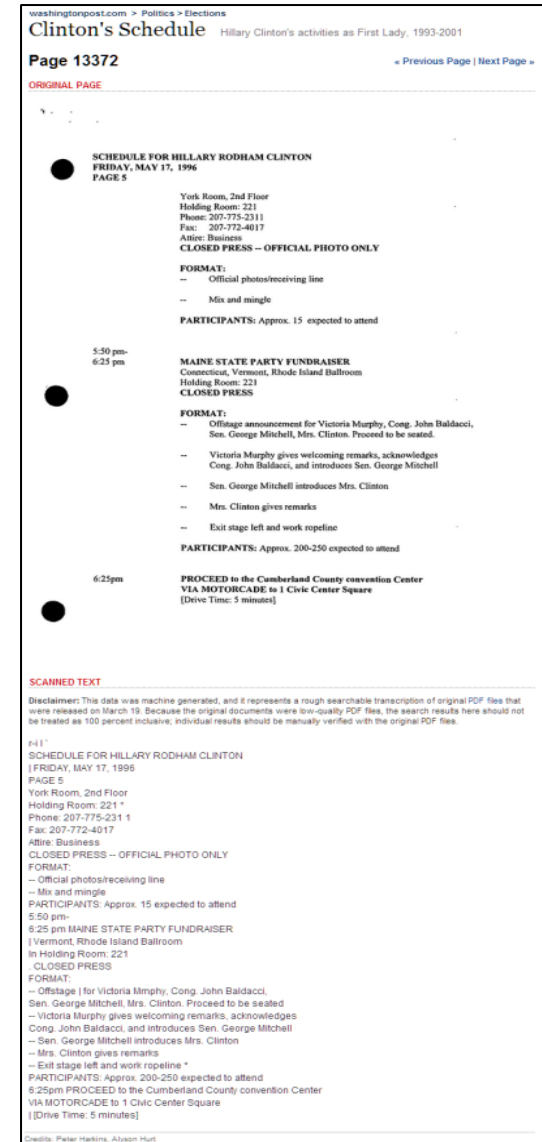 washingtonpost.com > Politics > Elections
Clinton's Schedule Hillary Clinton's activities as First Lady, 1993-2001
Page 13372
« Previous Page | Next Page »
ORIGINAL PAGE
SCHEDULE FOR HILLARY RODHAM CLINTON
FRIDAY, MAY 17, 1996
PAGE 5
York Room, 2nd Floor
Holding Room: 221
Phone: 207-775-2311
Fax: 207-772-4017
Attire: Business
CLOSED PRESS -- OFFICIAL PHOTO ONLY
FORMAT:
-- Official photos/receiving line
-- Mix and mingle
PARTICIPANTS: Approx. 15 expected to attend
5:50 pm-
6:25 pm MAINE STATE PARTY FUNDRAISER
Connecticut, Vermont, Rhode Island Ballroom
Holding Room: 221
CLOSED PRESS
FORMAT:
-- Offstage announcement for Victoria Murphy, Cong. John Baldacci,
Sen. George Mitchell, Mrs. Clinton. Proceed to be seated.
-- Victoria Murphy gives welcoming remarks, acknowledges
Cong. John Baldacci, and introduces Sen. George Mitchell
-- Sen. George Mitchell introduces Mrs. Clinton
-- Mrs. Clinton gives remarks
-- Exit stage left and work ropeline
PARTICIPANTS: Approx. 200-250 expected to attend
6:25pm PROCEED to the Cumberland County convention Center
VIA MOTORCADE to 1 Civic Center Square
[Drive Time: 5 minutes]
SCANNED TEXT
Disclaimer: This data was machine generated, and it represents a rough searchable transcription of original PDF files that
were released on March 19. Because the original documents were low-quality PDF files, the search results here should not
be treated as 100 percent inclusive; individual results should be manually verified with the original PDF files.
SCHEDULE FOR HILLARY RODHAM CLINTON
| FRIDAY, MAY 17, 1996
PAGE 5
York Room, 2nd Floor
Holding Room: 221 *
Phone: 207-775-231 1
Fax: 207-772-4017
Attire: Business
CLOSED PRESS -- OFFICIAL PHOTO ONLY
FORMAT:
-- Official photos/receiving line
-- Mix and mingle
PARTICIPANTS: Approx. 15 expected to attend
5:50 pm-
6:25 pm MAINE STATE PARTY FUNDRAISER
| Vermont, Rhode Island Ballroom
In Holding Room: 221
. CLOSED PRESS
FORMAT:
-- Offstage | for Victoria Mmphy, Cong. John Baldacci,
Sen. George Mitchell, Mrs. Clinton. Proceed to be seated
-- Victoria Murphy gives welcoming remarks, acknowledges
Cong. John Baldacci, and introduces Sen. George Mitchell
-- Sen. George Mitchell introduces Mrs. Clinton
-- Mrs. Clinton gives remarks
-- Exit stage left and work ropeline *
PARTICIPANTS: Approx. 200-250 expected to attend
6:25pm PROCEED to the Cumberland County convention Center
VIA MOTORCADE to 1 Civic Center Square
| [Drive Time: 5 minutes]
Credits: Peter Harkins, Alyson Hurt